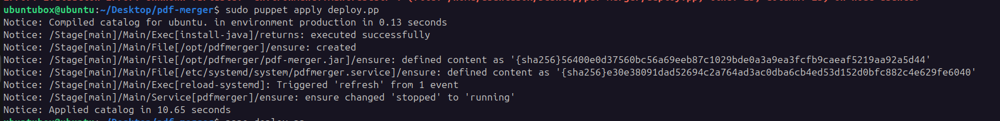 ubuntubox@ubuntu:~/Desktop/pdf-merger$ sudo puppet apply deploy.pp
Notice: Compiled catalog for ubuntu. in environment production in 0.13 seconds
Notice: /Stage[main]/Main/Exec[install-java]/returns: executed successfully
Notice: /Stage[main]/Main/File[/opt/pdfmerger]/ensure: created
Notice: /Stage[main]/Main/File[/opt/pdfmerger/pdf-merger.jar]/ensure: defined content as '{sha256}56400e0d37560bc56a69eeb87c1029bde0a3a9ea3fcfb9caeaf5219aa92a5d44'
Notice: /Stage[main]/Main/File[/etc/systemd/system/pdfmerger.service]/ensure: defined content as '{sha256}e30e38091dad52694c2a764ad3ac0dba6cb4ed53d152d0bfc882c4e629fe6040'
Notice: /Stage[main]/Main/Exec[reload-systemd]: Triggered 'refresh' from 1 event
Notice: /Stage[main]/Main/Service[pdfmerger]/ensure: ensure changed 'stopped' to 'running'
Notice: Applied catalog in 10.65 seconds
ubuntubox@ubuntu:~/Desktop/pdf-merger$